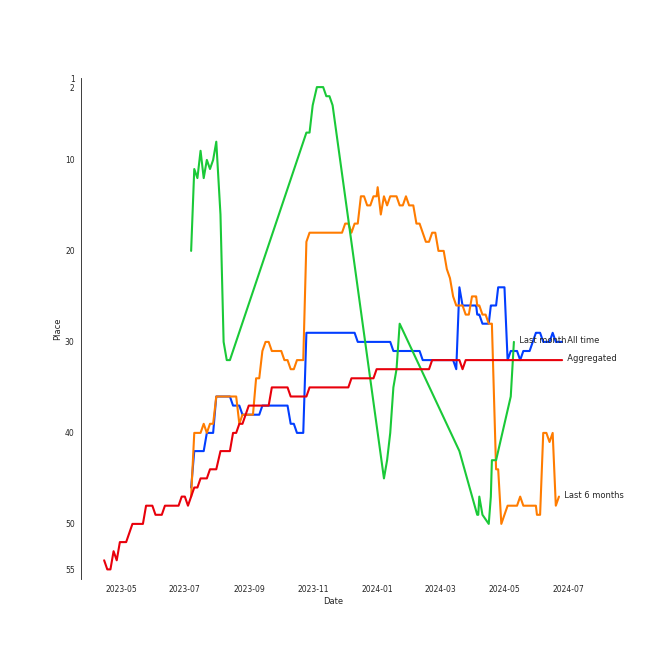 1
2
10
20
30
40
50
55
Place
Last month
All time
Aggregated
Last 6 months
2023-05
2023-07
2023-09
2023-11
2024-01
2024-03
2024-05
2024-07
Date